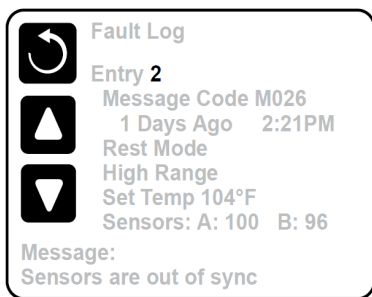 Fault Log
Entry 2
Message Code M026
1 Days Ago 2:21PM
Rest Mode
High Range
Set Temp 104°F
Sensors: A: 100 B: 96
Message:
Sensors are out of sync